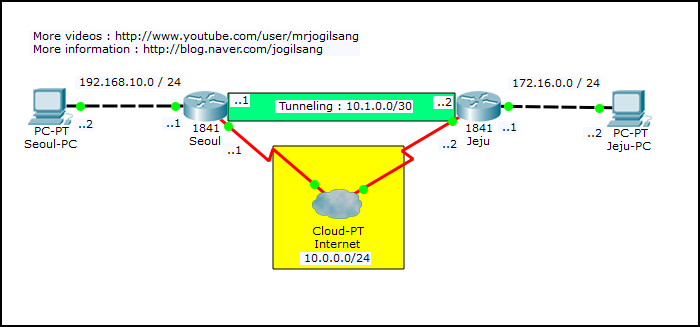 More videos : http://www.youtube.com/user/mrjogilsang
More information : http://blog.naver.com/jogilsang
192.168.10.0 / 24
172.16.0.0 / 24
..1
Tunneling : 10.1.0.0/30
..2
PC-PT
Seoul-PC
..2
..1
1841
Seoul
1841
Jeju
..1
..2
PC-PT
Jeju-PC
..1
..2
Cloud-PT
Internet
10.0.0.0/24